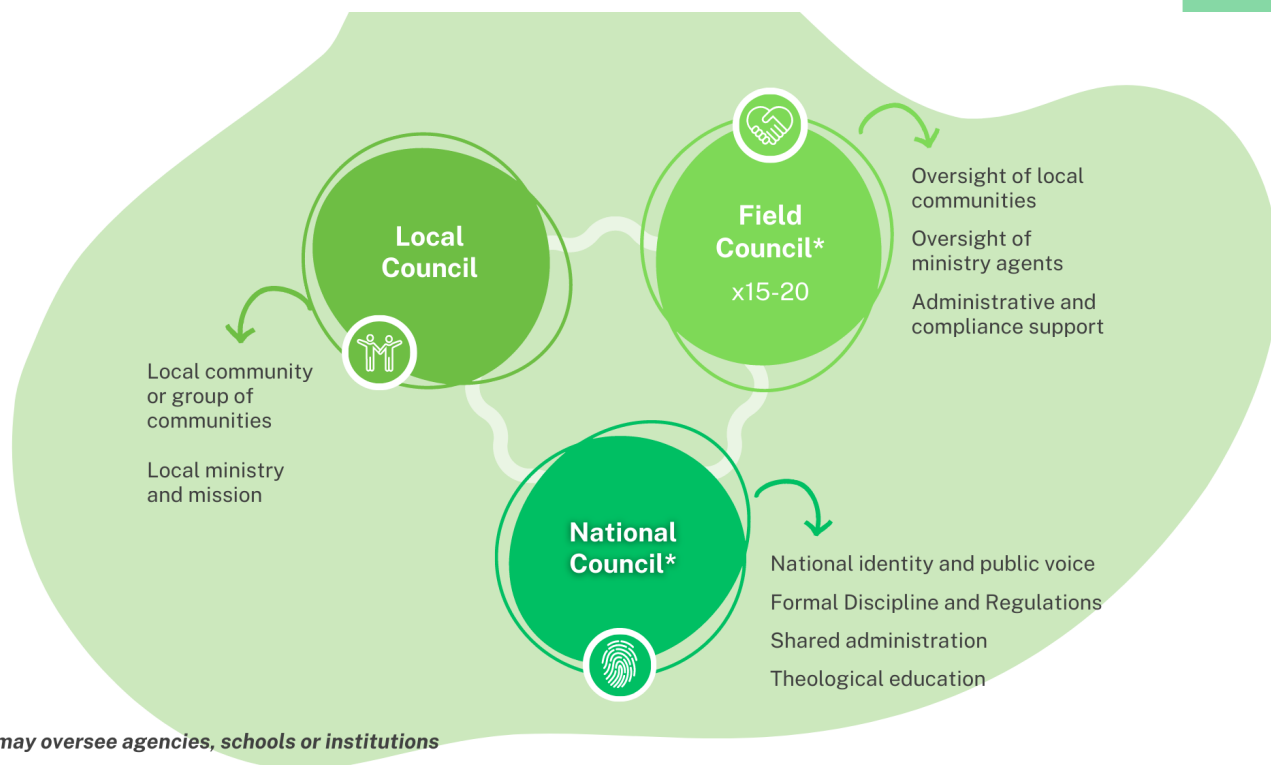 Local
Council
Field
Council*
x15-20
Oversight of local
communities
Oversight of
ministry agents
Administrative and
compliance support
Local community
or group of
communities
Local ministry
and mission
National
Council*
National identity and public voice
Formal Discipline and Regulations
Shared administration
Theological education
may oversee agencies, schools or institutions